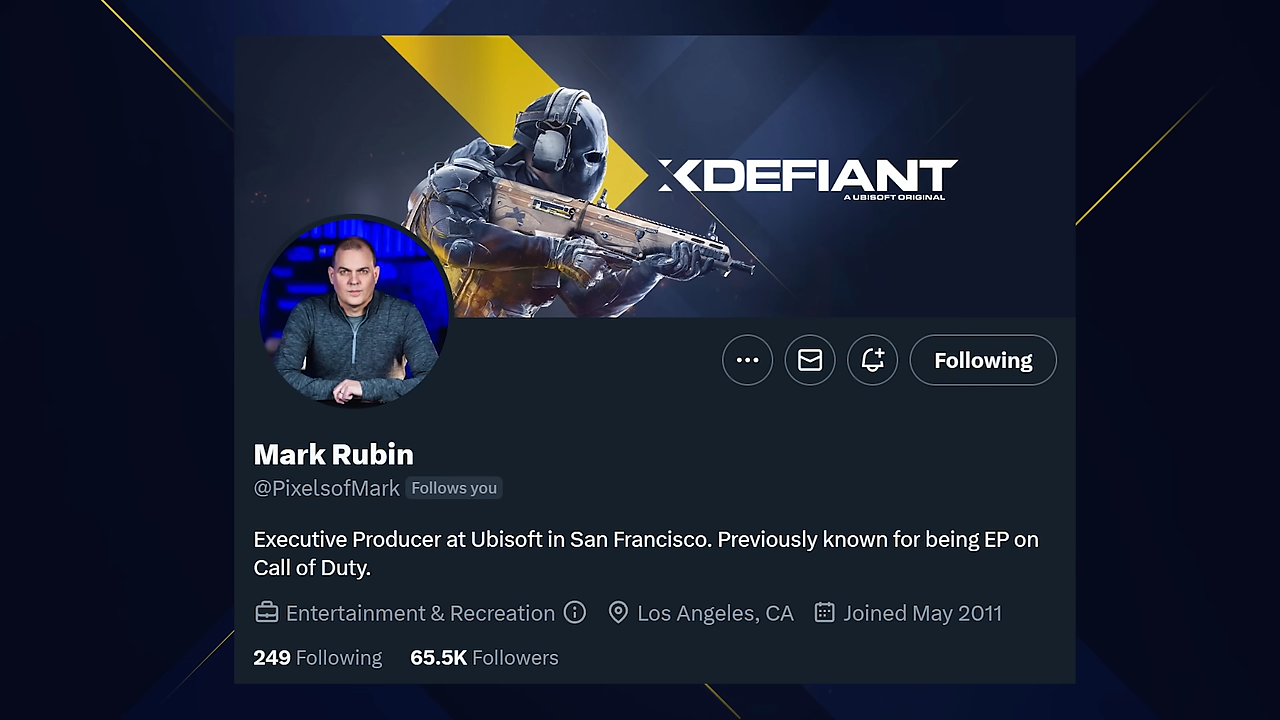 XDEFIANT
A UBISOFT ORIGINAL
Following
Mark Rubin
@PixelsofMark Follows you
Executive Producer at Ubisoft in San Francisco. Previously known for being EP on
Call of Duty.
Entertainment & Recreation Los Angeles, CA Joined May 2011
249 Following 65.5K Followers